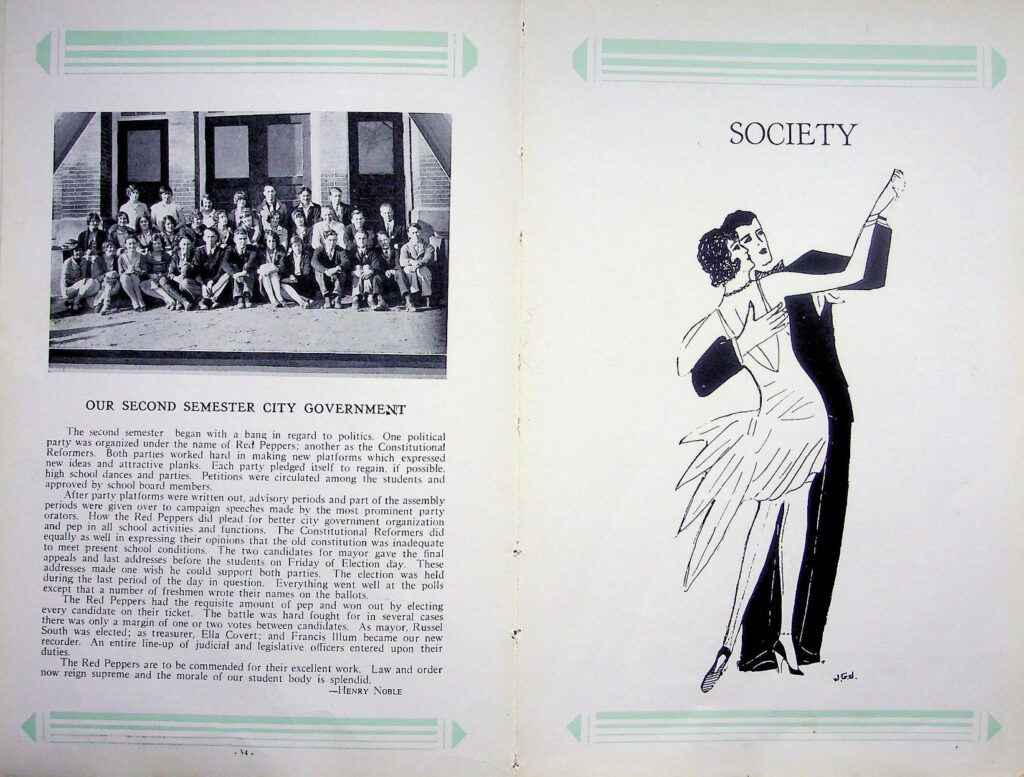 OUR SECOND SEMESTER CITY GOVERNMENT
The second semester began with a bang in regard to politics. One political
party was organized under the name of Red Peppers; another as the Constitutional
Reformers. Both parties worked hard in making new platforms which expressed
new ideas and attractive planks. Each party pledged itself to regain, if possible,
high school dances and parties. Petitions were circulated among the students and
approved by school board members.
After party platforms were written out, advisory periods and part of the assembly
periods were given over to campaign speeches made by the most prominent party
orators. How the Red Peppers did plead for better city government organization
and pep in all school activities and functions. The Constitutional Reformers did
equally as well in expressing their opinions that the old constitution was inadequate
to meet present school conditions. The two candidates for mayor gave the final
appeals and last addresses before the students on Friday of Election day. These
addresses made one wish he could support both parties. The election was held
during the last period of the day in question. Everything went well at the polls
except that a number of freshmen wrote their names on the ballots.
The Red Peppers had the requisite amount of pep and won out by electing
every candidate on their ticket. The battle was hard fought for in several cases
there was only a margin of one or two votes between candidates. As mayor, Russel
South was elected; as treasurer, Ella Covert; and Francis Illum became our new
recorder. An entire line-up of judicial and legislative officers entered upon their
duties.
The Red Peppers are to be commended for their excellent work. Law and order
now reign supreme and the morale of our student body is splendid.
—HENRY NOBLE
- 34 -
SOCIETY
J.G.J.